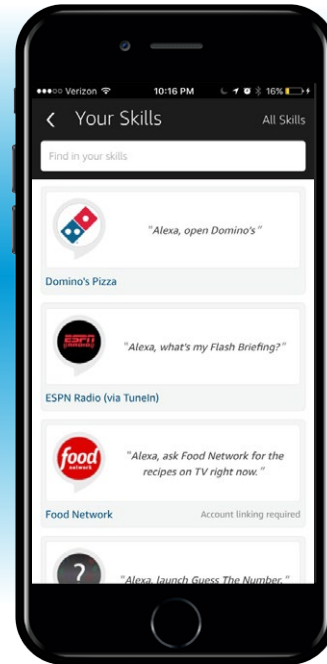 Verizon 10:16 PM 16%
Your Skills All Skills
Find in your skills
"Alexa, open Domino's "
Domino's Pizza
ESPN
RADIO
"Alexa, what's my Flash Briefing?"
ESPN Radio (via TuneIn)
food
network
"Alexa, ask Food Network for the
recipes on TV right now."
Food Network Account linking required
?
"Alexa, launch Guess The Number."